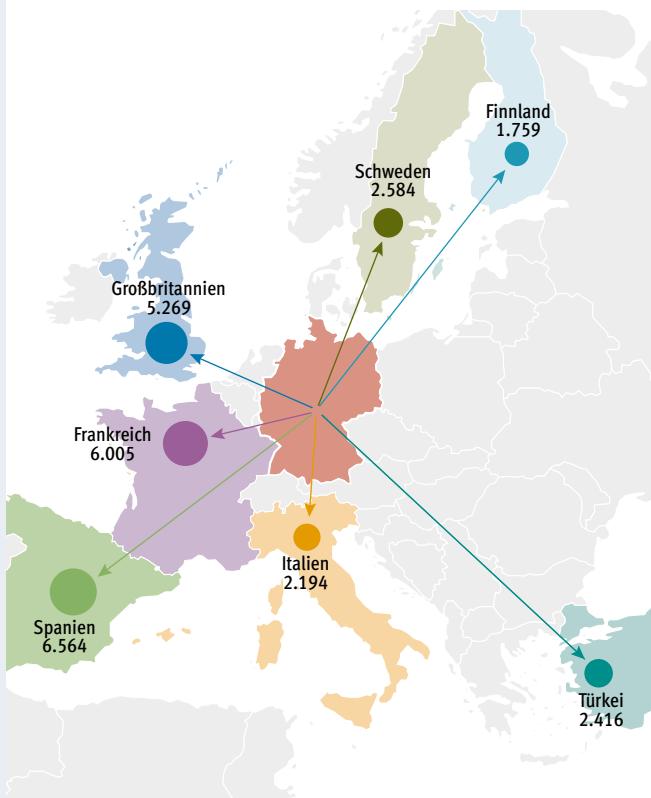 Finnland
1.759
Schweden
2.584
Großbritannien
5.269
Frankreich
6.005
Italien
2.194
Spanien
6.564
Türkei
2.416